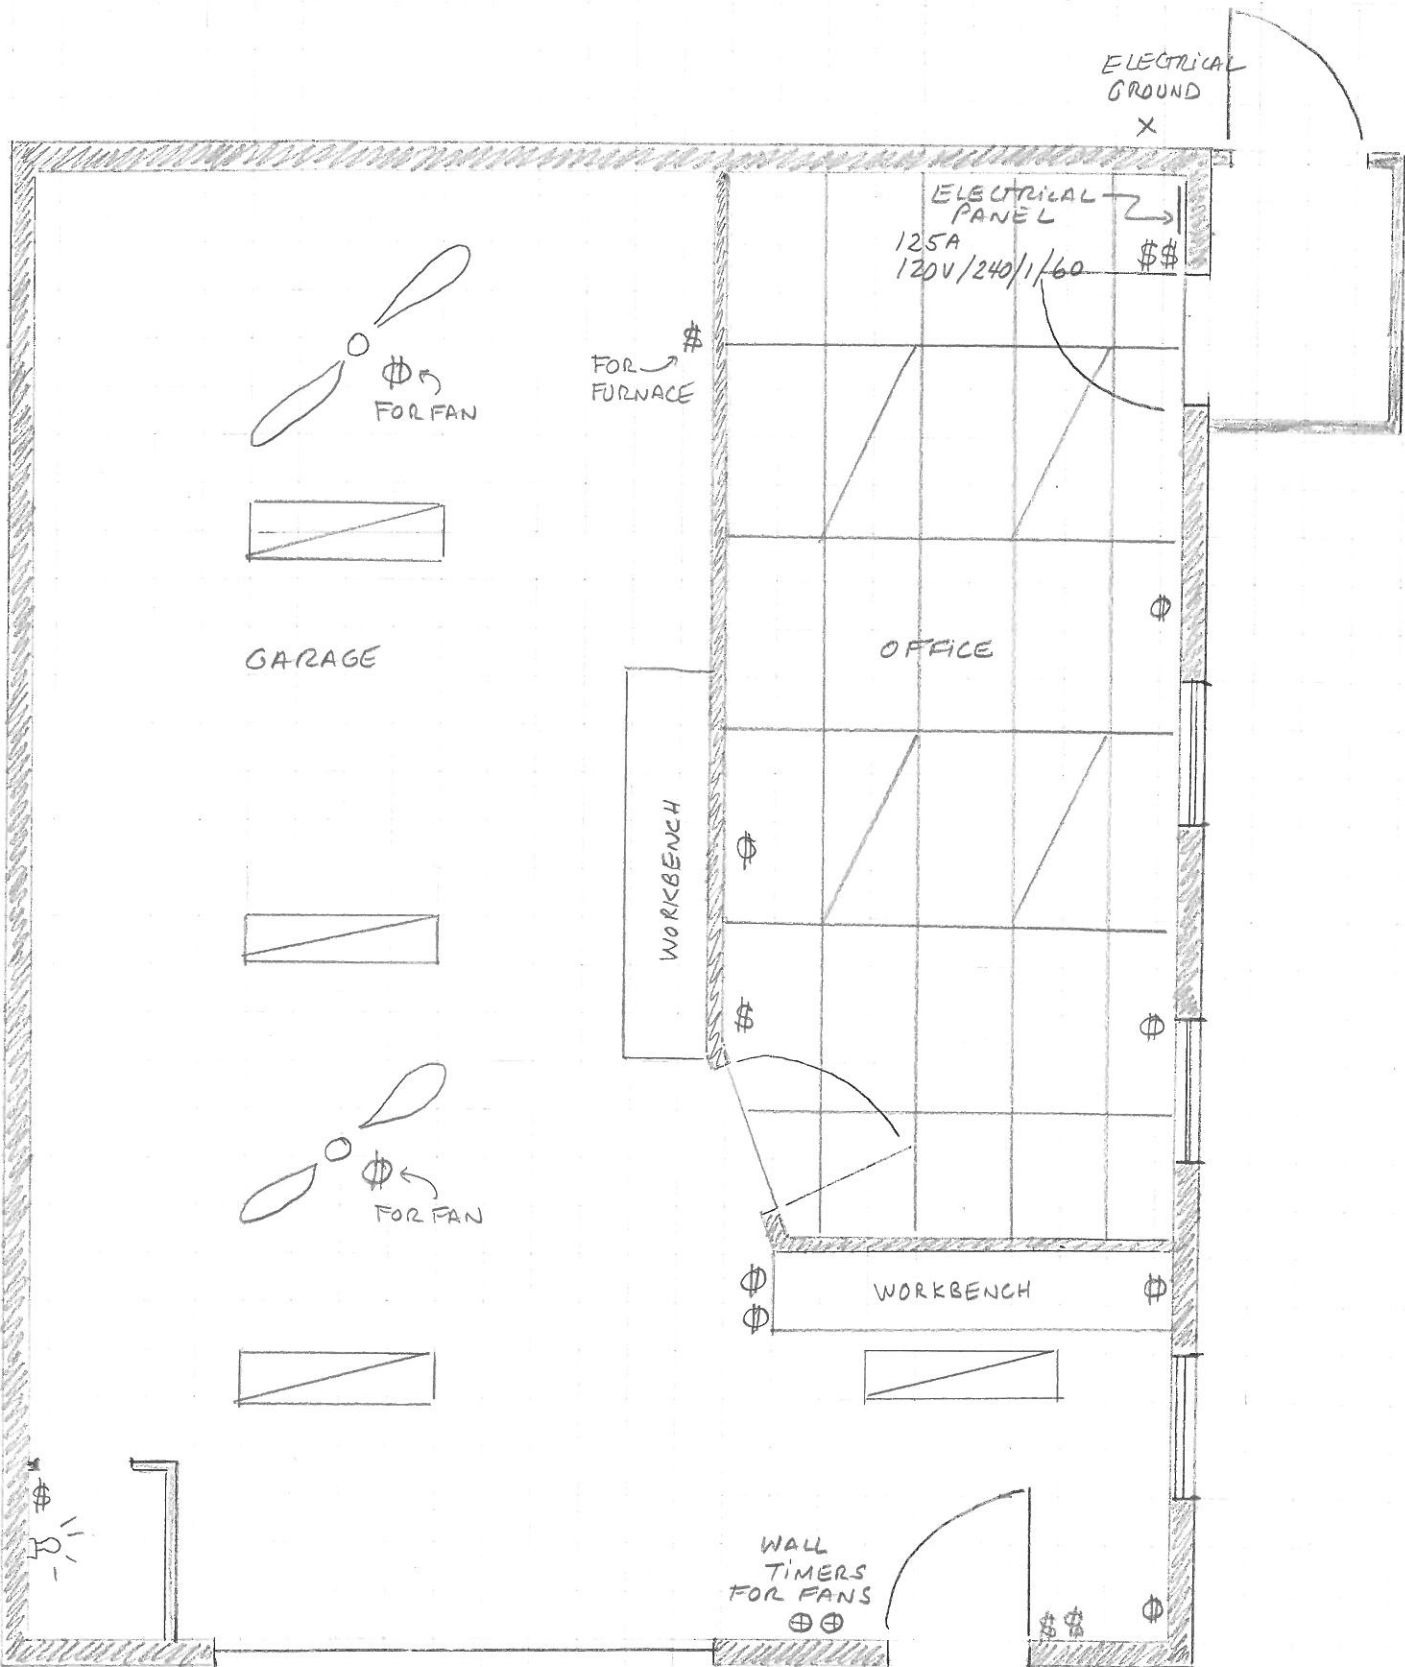 ELECTRICAL
GROUND
X
ELECTRICAL
PANEL
125A
120V/240/1/60
$$
$
FOR
FURNACE
FOR FAN
GARAGE
OFFICE
WORKBENCH
$
FOR FAN
WORKBENCH
$
WALL
TIMERS
FOR FANS
$$